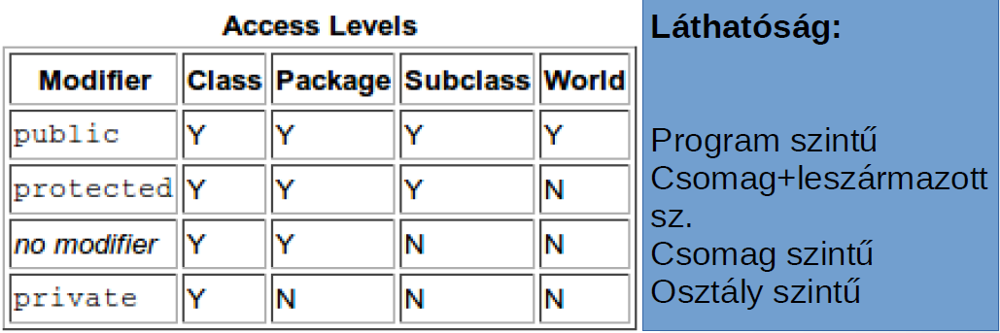 Access Levels
Modifier Class Package Subclass World
public Y Y Y Y
protected Y Y Y N
no modifier Y Y N N
private Y N N N
Láthatóság:
Program szintű
Csomag+leszármazott
sz.
Csomag szintű
Osztály szintű